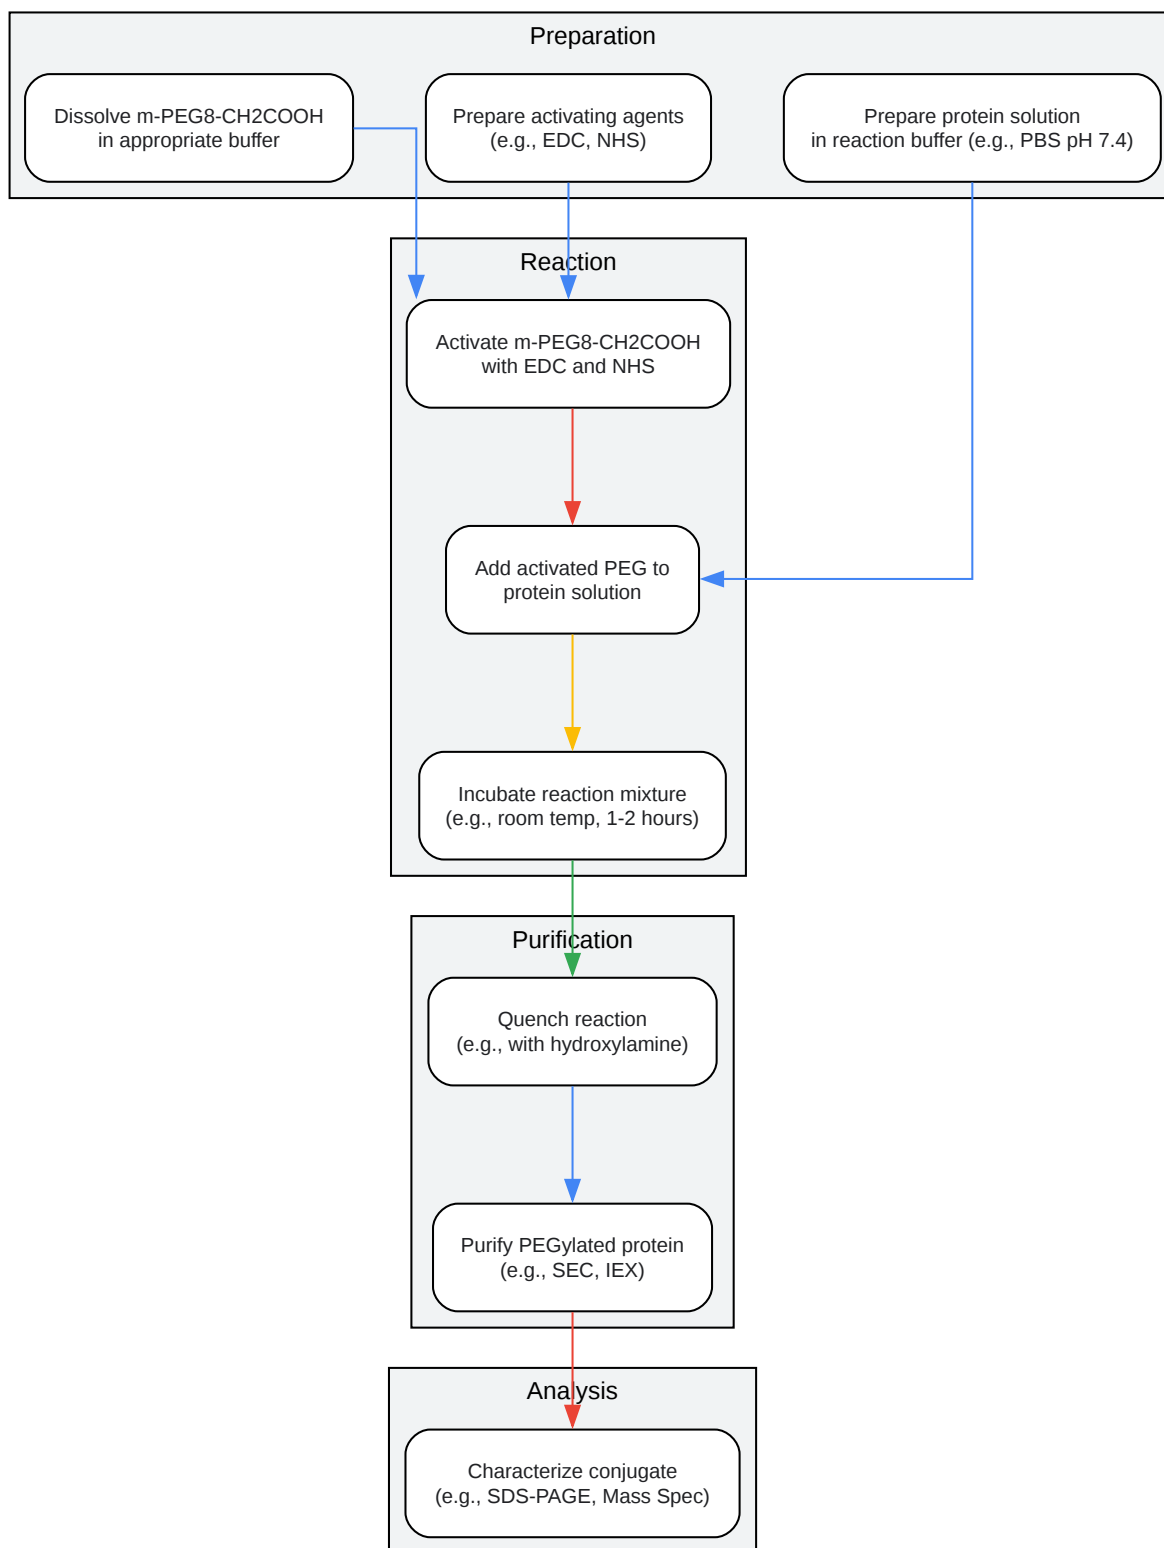 Preparation
Dissolve m-PEG8-CH2COOH
in appropriate buffer
Prepare activating agents
(e.g., EDC, NHS)
Prepare protein solution
in reaction buffer (e.g., PBS pH 7.4)
Reaction
Activate m-PEG8-CH2COOH
with EDC and NHS
Add activated PEG to
protein solution
Incubate reaction mixture
(e.g., room temp, 1-2 hours)
Purification
Quench reaction
(e.g., with hydroxylamine)
Purify PEGylated protein
(e.g., SEC, IEX)
Analysis
Characterize conjugate
(e.g., SDS-PAGE, Mass Spec)